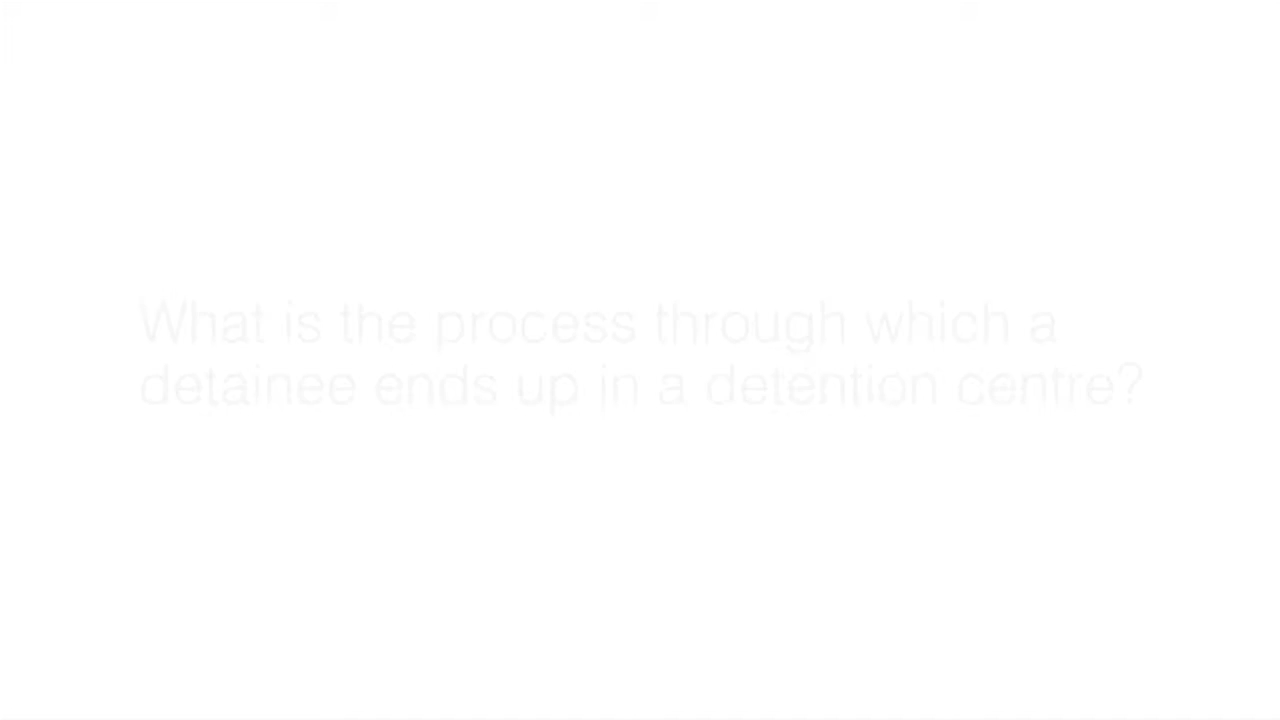 What is the process through which a
detainee ends up in a detention centre?